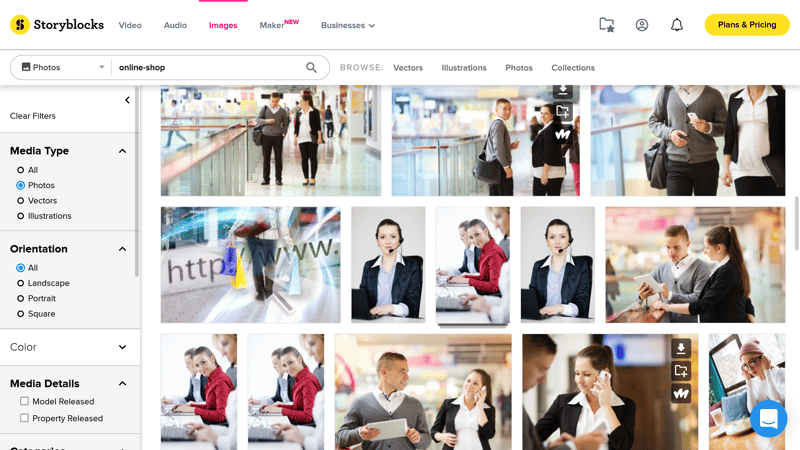 Storyblocks
Video
Audio
Images
Maker NEW
Businesses
Plans & Pricing
Photos
online-shop
BROWSE:
Vectors
Illustrations
Photos
Collections
Clear Filters
Media Type
All
Photos
Vectors
Illustrations
Orientation
All
Landscape
Portrait
Square
Color
Media Details
Model Released
Property Released
http://www.